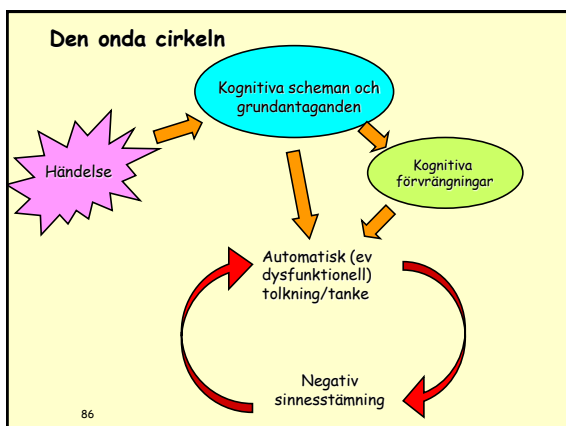 Den onda cirkeln
Kognitiva scheman och
grundantaganden
Händelse
Kognitiva
förvrängningar
Automatisk (ev
dysfunktionell)
tolkning/tanke
Negativ
sinnesstämning
86